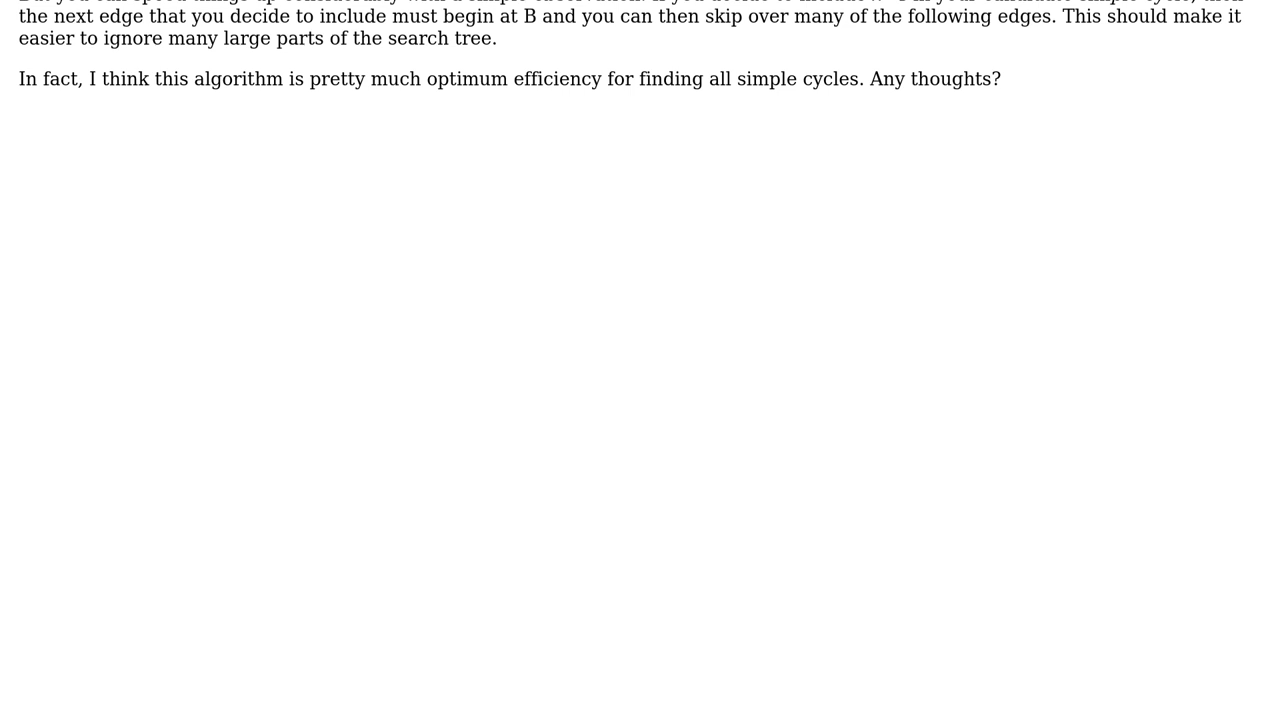 the next edge that you decide to include must begin at B and you can then skip over many of the following edges. This should make it
easier to ignore many large parts of the search tree.
In fact, I think this algorithm is pretty much optimum efficiency for finding all simple cycles. Any thoughts?